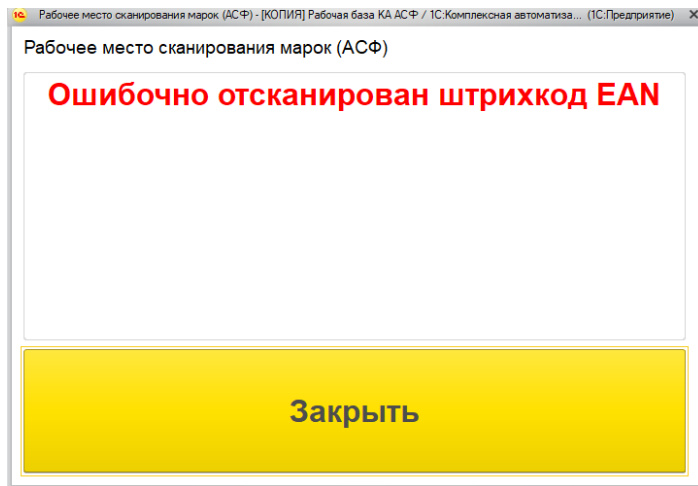 Рабочее место сканирования марок (АСФ) - [КОПИЯ] Рабочая база КА АСФ / 1С:Комплексная автоматиза... (1С:Предприятие)
Рабочее место сканирования марок (АСФ)
Ошибочно отсканирован штрихкод EAN
Закрыть